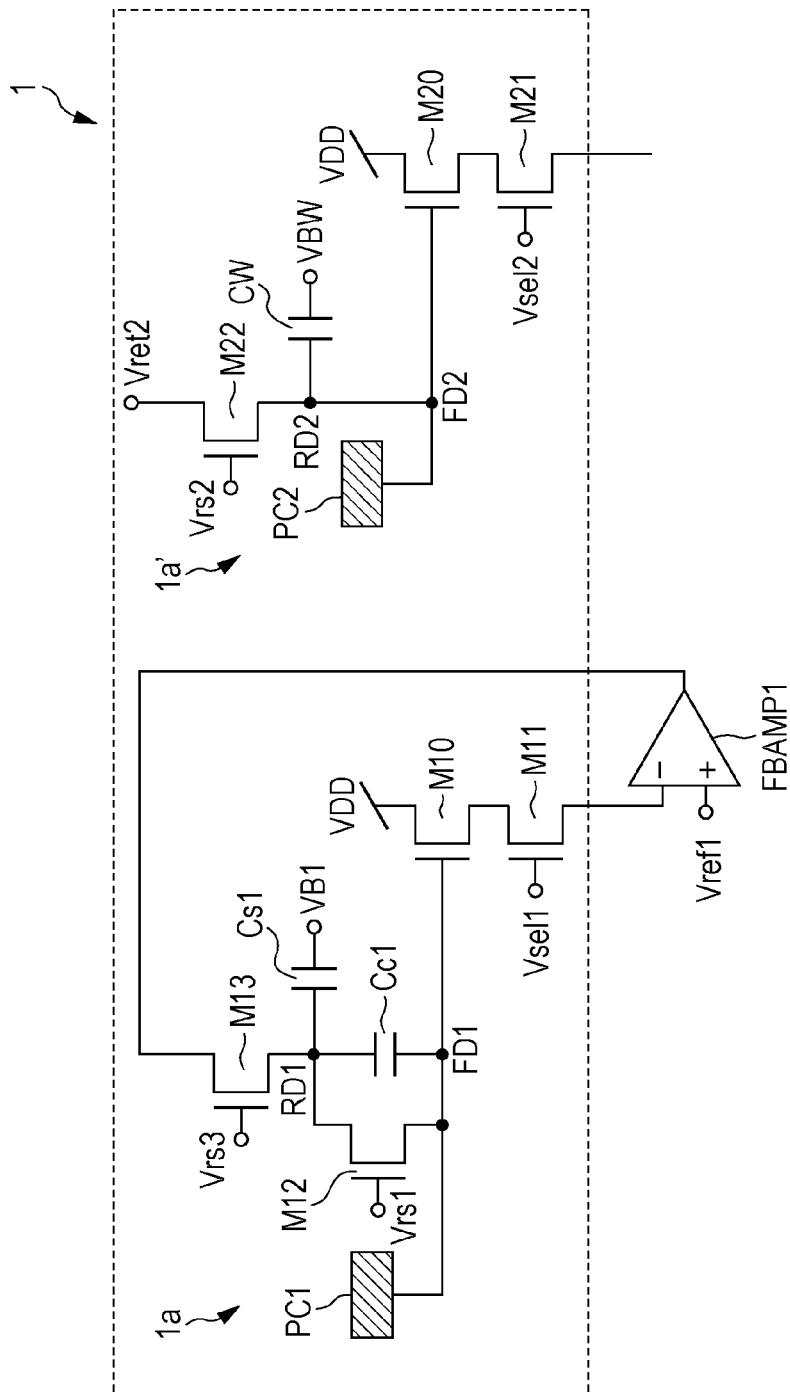 1
1a
PC1
Vrs3
M13
RD1
Cs1
VB1
M12
Vrs1
Cc1
FD1
VDD
M10
M11
Vsel1
Vref1
−
+
FBAMP1
1a'
Vret2
Vrs2
M22
RD2
CW
VBW
PC2
FD2
VDD
M20
M21
Vsel2